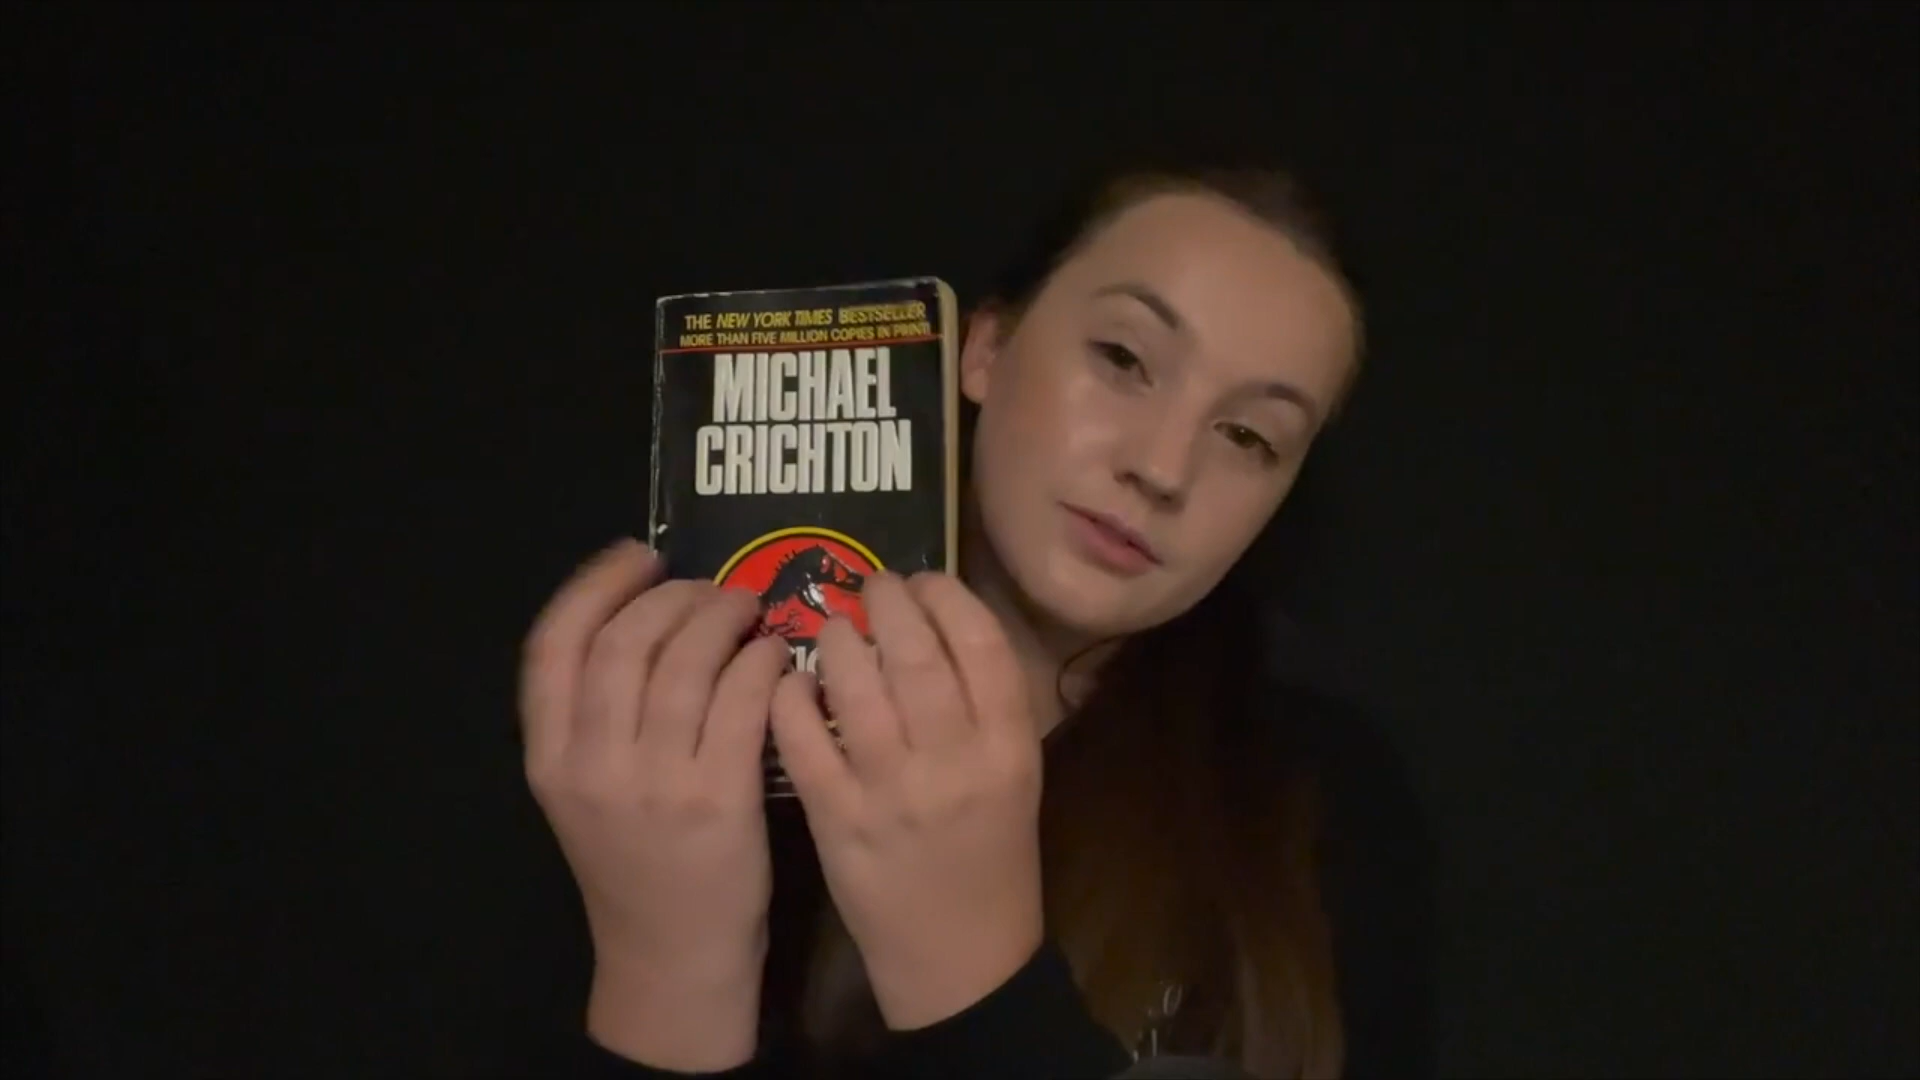 THE NEW YORK TIMES BESTSELLER
MORE THAN FIVE MILLION COPIES IN PRINT!
MICHAEL
CRICHTON